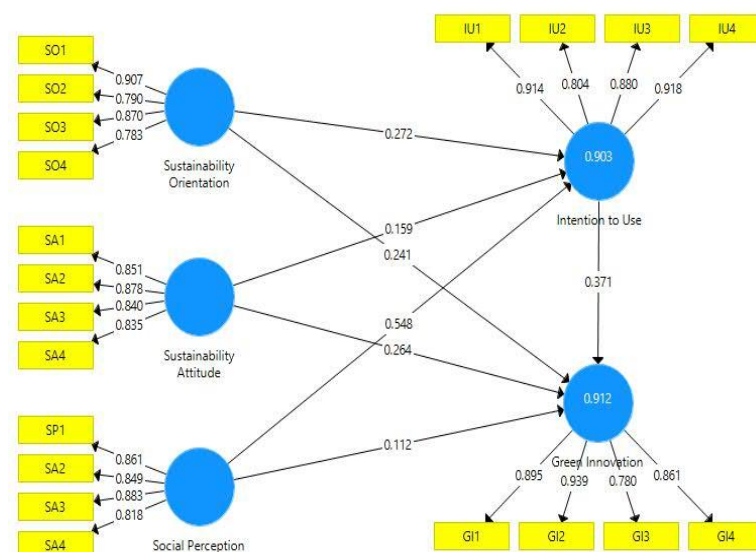 SO1
SO2
SO3
SO4
0.907
0.790
0.870
0.783
Sustainability
Orientation
SA1
SA2
SA3
SA4
0.851
0.878
0.840
0.835
Sustainability
Attitude
SP1
SA2
SA3
SA4
0.861
0.849
0.883
0.818
Social Perception
0.272
0.159
0.241
0.548
0.264
0.112
IU1
IU2
IU3
IU4
0.914
0.804
0.880
0.918
0.903
Intention to Use
0.371
0.912
Green Innovation
0.895
0.939
0.780
0.861
GI1
GI2
GI3
GI4